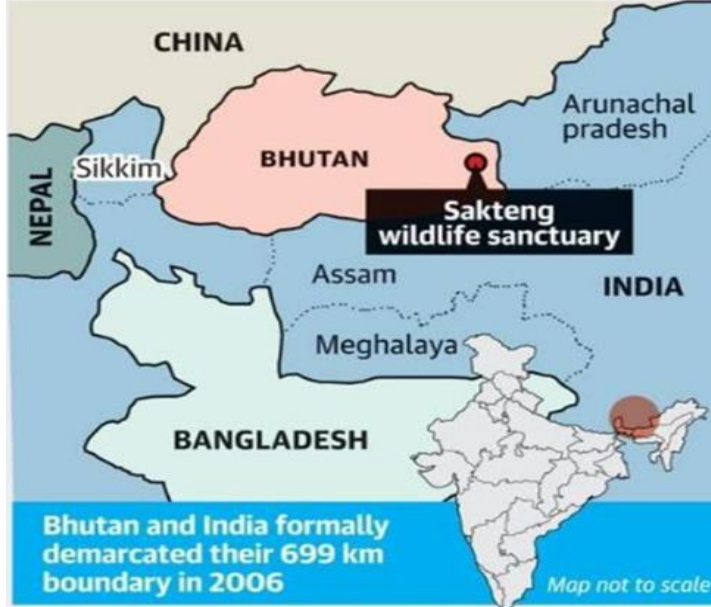 CHINA
Arunachal
pradesh
BHUTAN
Sikkim
NEPAL
Sakteng
wildlife sanctuary
Assam
INDIA
Meghalaya
BANGLADESH
Bhutan and India formally
demarcated their 699 km
boundary in 2006
Map not to scale